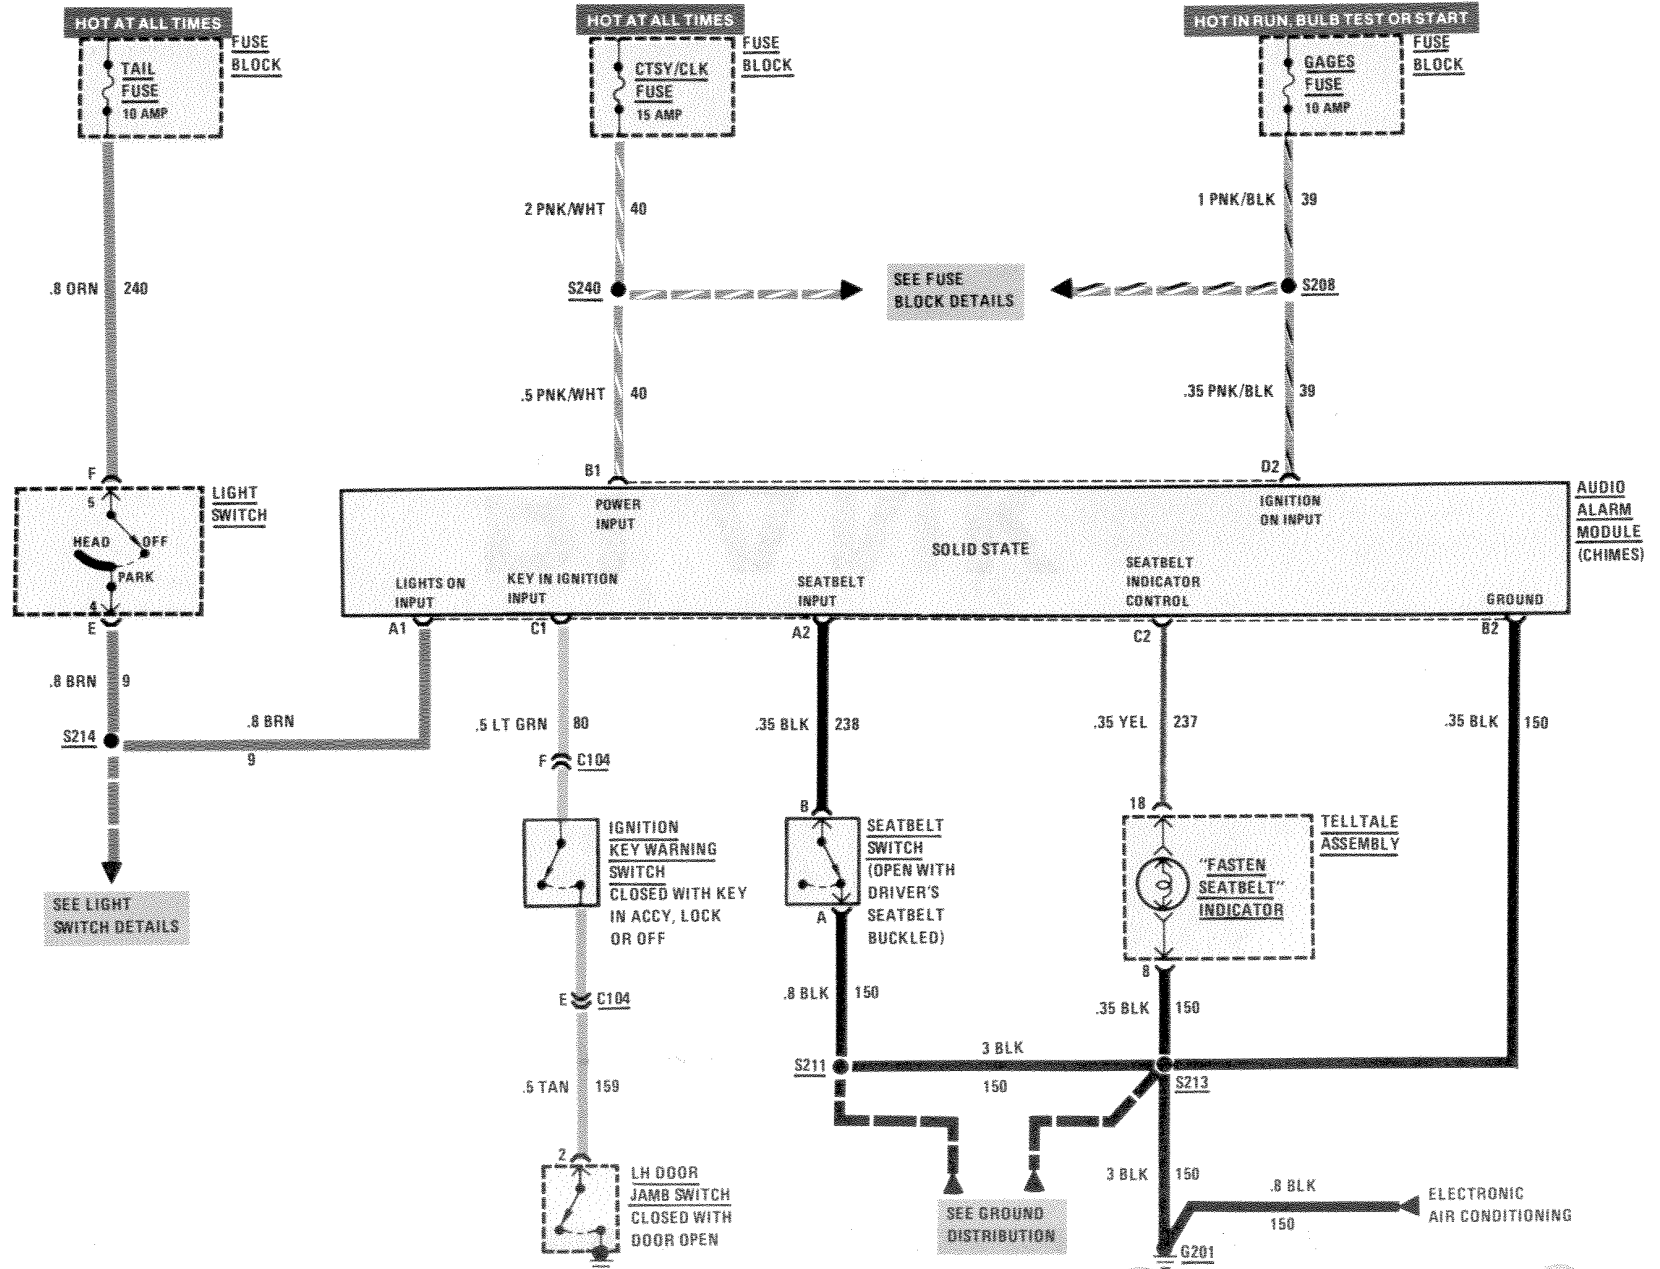 HOT AT ALL TIMES
FUSE
BLOCK
TAIL
FUSE
10 AMP
HOT AT ALL TIMES
FUSE
BLOCK
CTSY/CLK
FUSE
15 AMP
HOT IN RUN, BULB TEST OR START
FUSE
BLOCK
GAGES
FUSE
10 AMP
2 PNK/WHT 40
1 PNK/BLK 39
.8 ORN 240
S240
SEE FUSE
BLOCK DETAILS
S208
.5 PNK/WHT 40
.35 PNK/BLK 39
F
5
LIGHT
SWITCH
HEAD
OFF
PARK
4
E
B1
D2
POWER
INPUT
IGNITION
ON INPUT
AUDIO
ALARM
MODULE
(CHIMES)
SOLID STATE
LIGHTS ON
INPUT
KEY IN IGNITION
INPUT
SEATBELT
INPUT
SEATBELT
INDICATOR
CONTROL
GROUND
A1
C1
A2
C2
B2
.8 BRN 9
S214
.8 BRN
9
.5 LT GRN 80
.35 BLK 238
.35 YEL 237
.35 BLK 150
F C104
SEE LIGHT
SWITCH DETAILS
IGNITION
KEY WARNING
SWITCH
CLOSED WITH KEY
IN ACCY, LOCK
OR OFF
B
SEATBELT
SWITCH
(OPEN WITH
DRIVER'S
SEATBELT
BUCKLED)
A
18
TELLTALE
ASSEMBLY
"FASTEN
SEATBELT"
INDICATOR
8
E C104
.8 BLK 150
.35 BLK 150
S211
3 BLK
150
S213
.5 TAN 159
2
LH DOOR
JAMB SWITCH
CLOSED WITH
DOOR OPEN
SEE GROUND
DISTRIBUTION
3 BLK 150
.8 BLK
150
ELECTRONIC
AIR CONDITIONING
G201